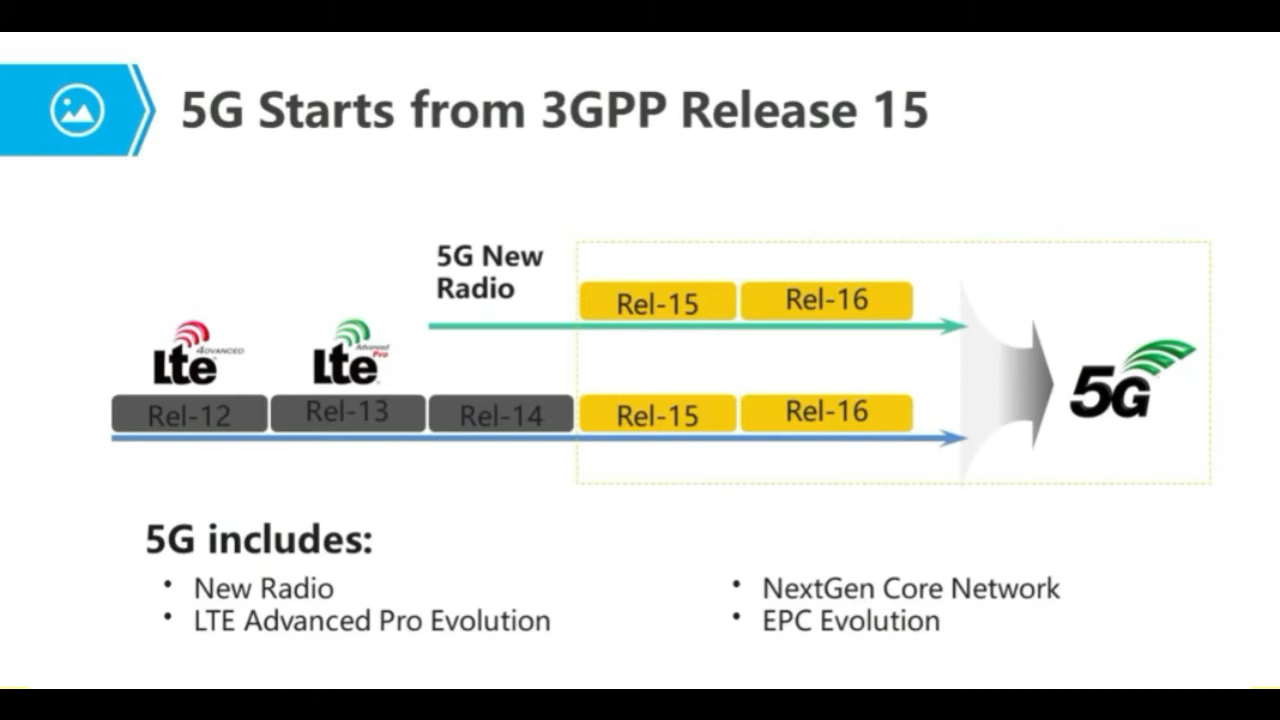 5G Starts from 3GPP Release 15
5G New
Radio
Rel-15
Rel-16
Lte ADVANCED
Lte Advanced Pro
Rel-12
Rel-13
Rel-14
Rel-15
Rel-16
5G
5G includes:
• New Radio
• LTE Advanced Pro Evolution
• NextGen Core Network
• EPC Evolution